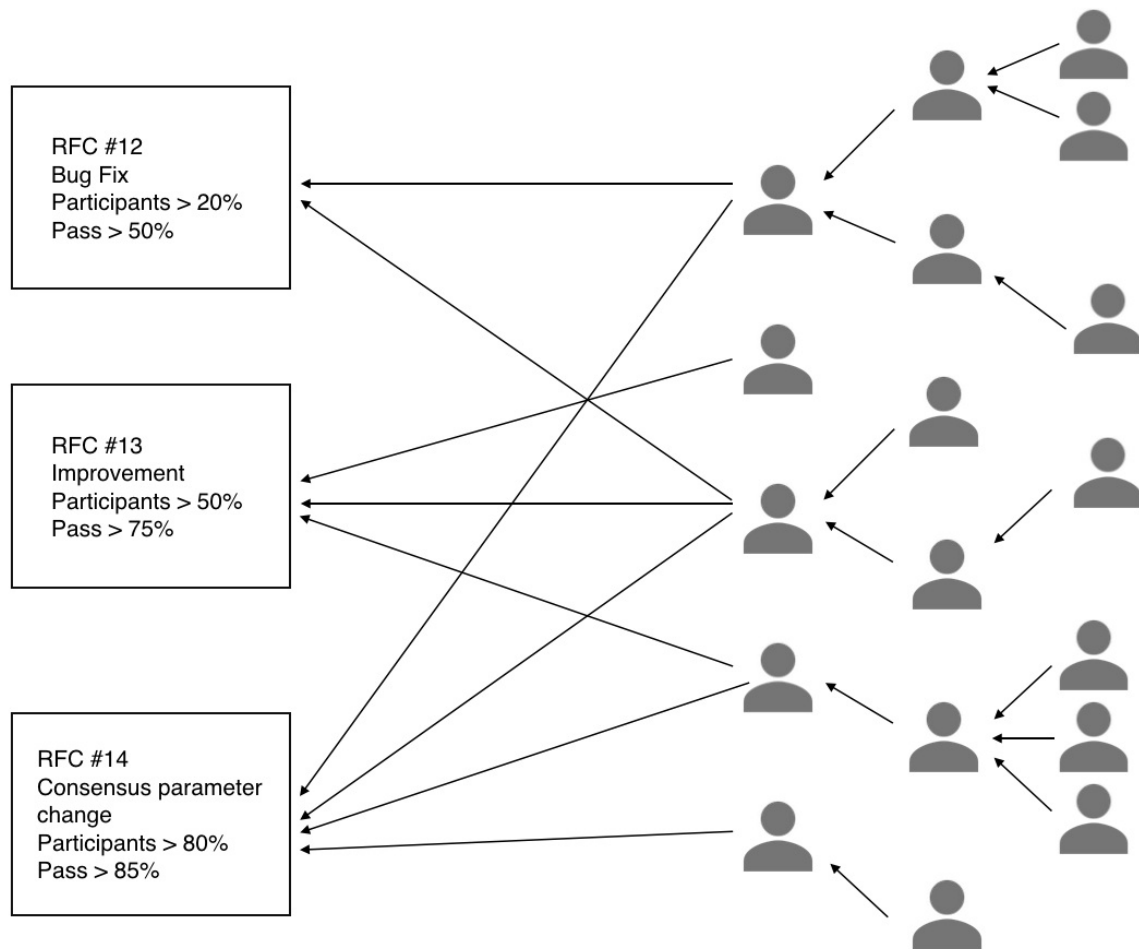 RFC #12
Bug Fix
Participants > 20%
Pass > 50%
RFC #13
Improvement
Participants > 50%
Pass > 75%
RFC #14
Consensus parameter
change
Participants > 80%
Pass > 85%